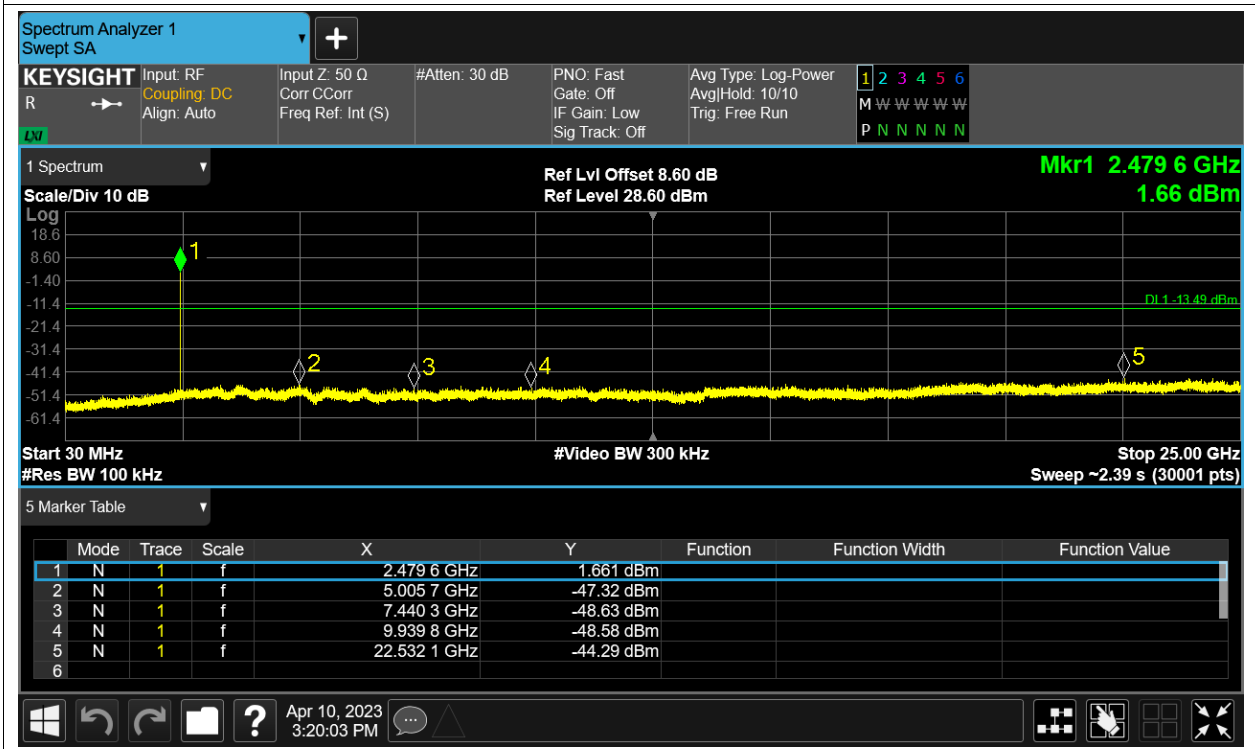 Spectrum Analyzer 1
Swept SA
KEYSIGHT Input: RF Input Z: 50 Ω #Atten: 30 dB PNO: Fast Avg Type: Log-Power 1 2 3 4 5 6
R Coupling: DC Corr CCorr Gate: Off Avg|Hold: 10/10 M W W W W W W
Align: Auto Freq Ref: Int (S) IF Gain: Low Trig: Free Run
LXI Sig Track: Off P N N N N N N
1 Spectrum
Ref Lvl Offset 8.60 dB Mkr1 2.479 6 GHz
Scale/Div 10 dB Ref Level 28.60 dBm 1.66 dBm
Log
18.6
1
8.60
-1.40
-11.4 DL1 -13.49 dBm
-21.4
-31.4
2 3 4 5
-41.4
-51.4
-61.4
Start 30 MHz #Video BW 300 kHz Stop 25.00 GHz
#Res BW 100 kHz Sweep ~2.39 s (30001 pts)
5 Marker Table
Mode Trace Scale X Y Function Function Width Function Value
1 N 1 f 2.479 6 GHz 1.661 dBm
2 N 1 f 5.005 7 GHz -47.32 dBm
3 N 1 f 7.440 3 GHz -48.63 dBm
4 N 1 f 9.939 8 GHz -48.58 dBm
5 N 1 f 22.532 1 GHz -44.29 dBm
6
? Apr 10, 2023
3:20:03 PM